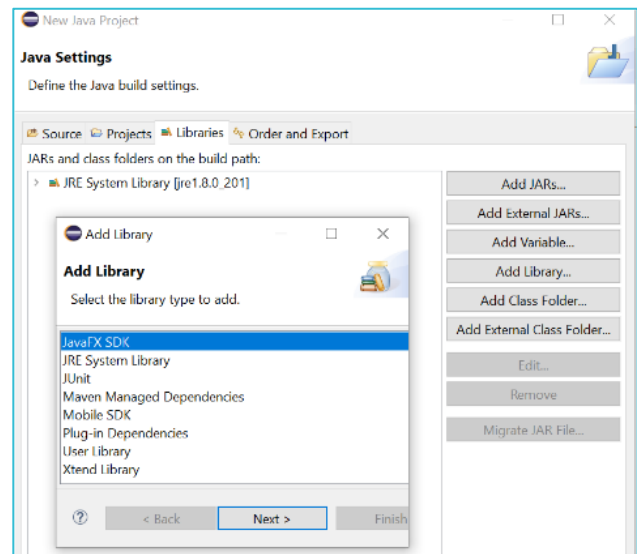 New Java Project
Java Settings
Define the Java build settings.
Source Projects Libraries Order and Export
JARs and class folders on the build path:
JRE System Library [jre1.8.0_201]
Add JARs...
Add External JARs...
Add Variable...
Add Library...
Add Class Folder...
Add External Class Folder...
Edit...
Remove
Migrate JAR File...
Add Library
Add Library
Select the library type to add.
JavaFX SDK
JRE System Library
JUnit
Maven Managed Dependencies
Mobile SDK
Plug-in Dependencies
User Library
Xtend Library
? < Back Next > Finish